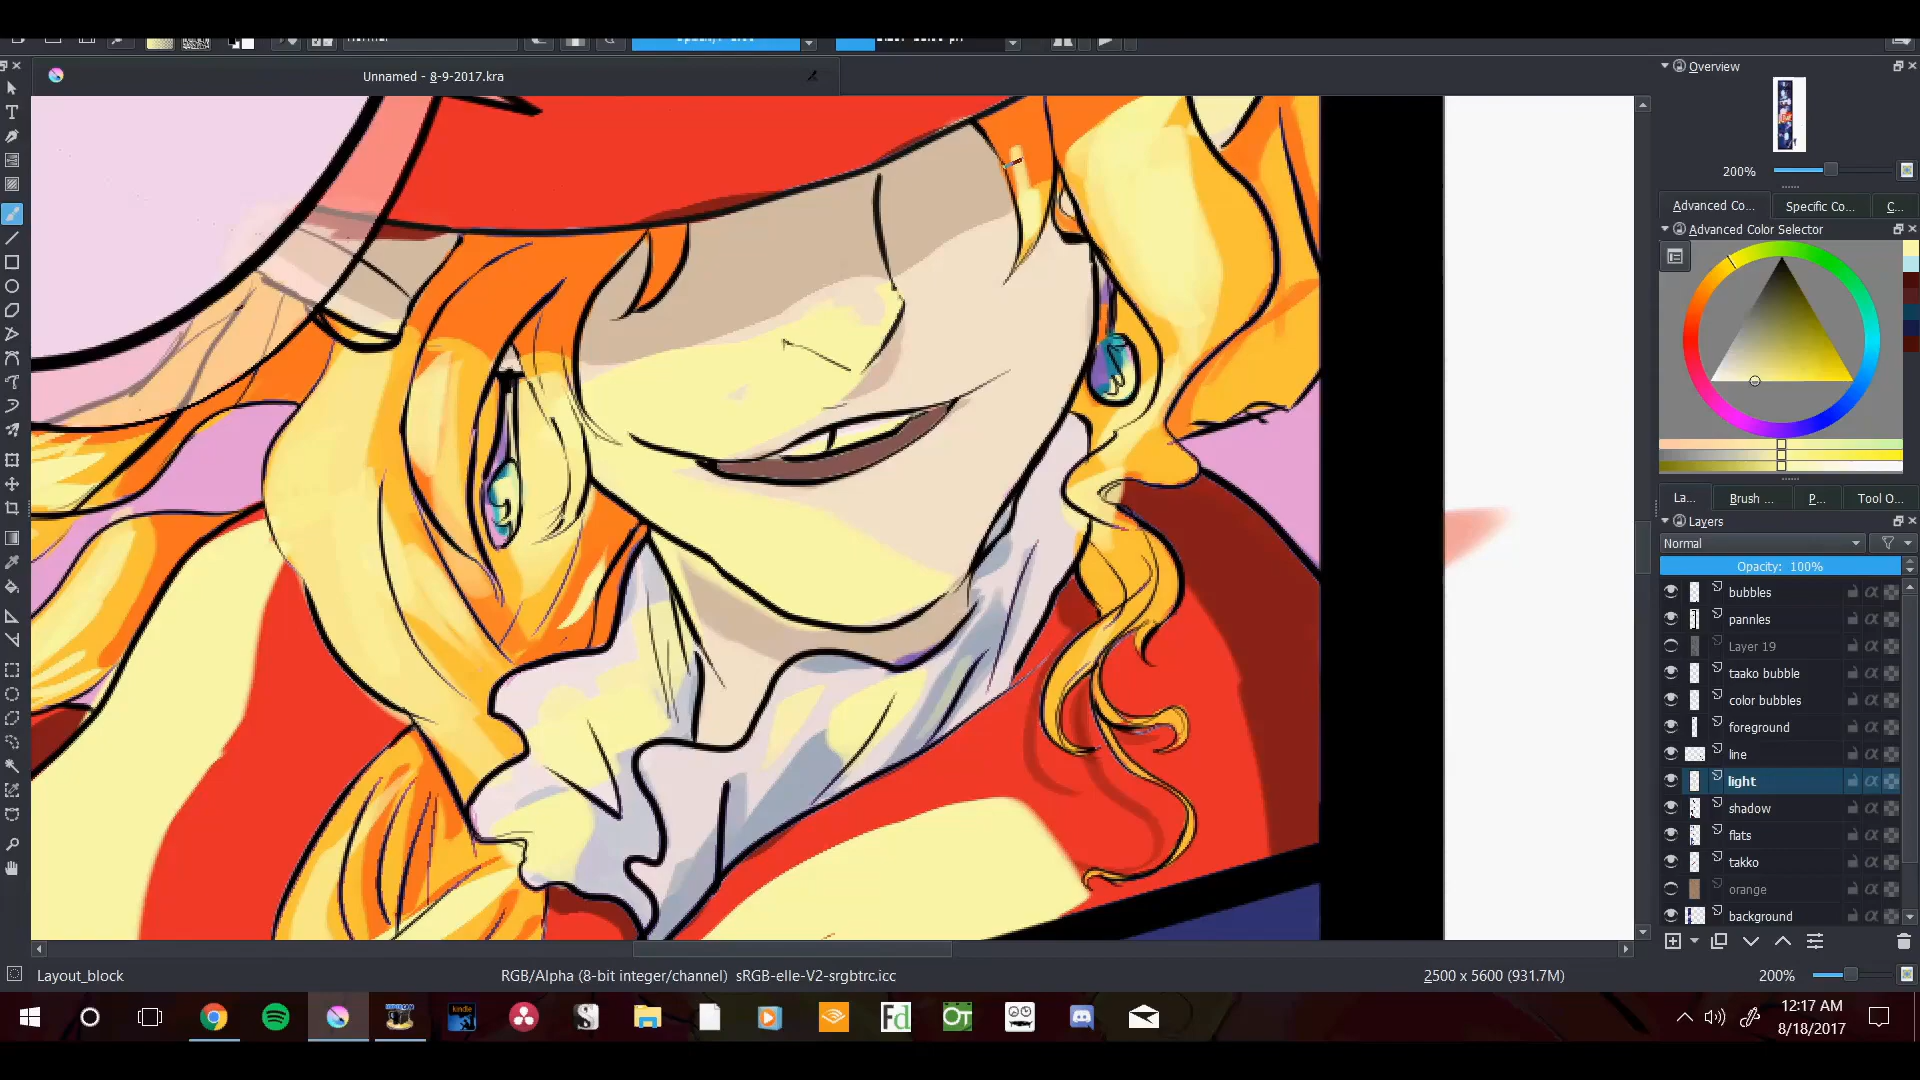 Unnamed - 8-9-2017.kra
Overview
200%
Advanced Co...
Specific Co...
C...
Advanced Color Selector
La...
Brush ...
P...
Tool O...
Layers
Normal
Opacity: 100%
bubbles
pannles
Layer 19
taako bubble
color bubbles
foreground
line
light
shadow
flats
takko
orange
background
Layout_block
RGB/Alpha (8-bit integer/channel) sRGB-elle-V2-srgbtrc.icc
2500 x 5600 (931.7M)
200%
kindle
Fd
OT
12:17 AM
8/18/2017